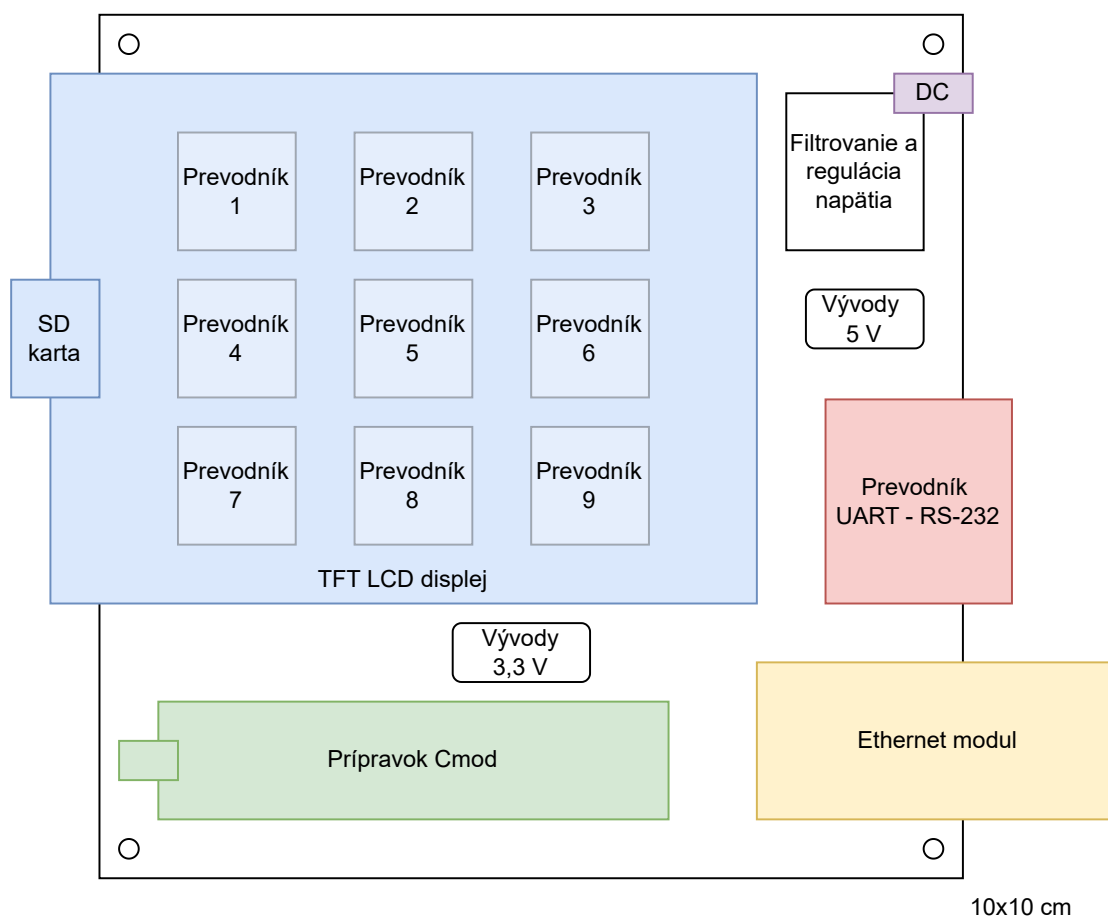 DC
Filtrovanie a
regulácia
napätia
Prevodník
1
Prevodník
2
Prevodník
3
SD
karta
Prevodník
4
Prevodník
5
Prevodník
6
Vývody
5 V
Prevodník
7
Prevodník
8
Prevodník
9
Prevodník
UART - RS-232
TFT LCD displej
Vývody
3,3 V
Prípravok Cmod
Ethernet modul
10x10 cm